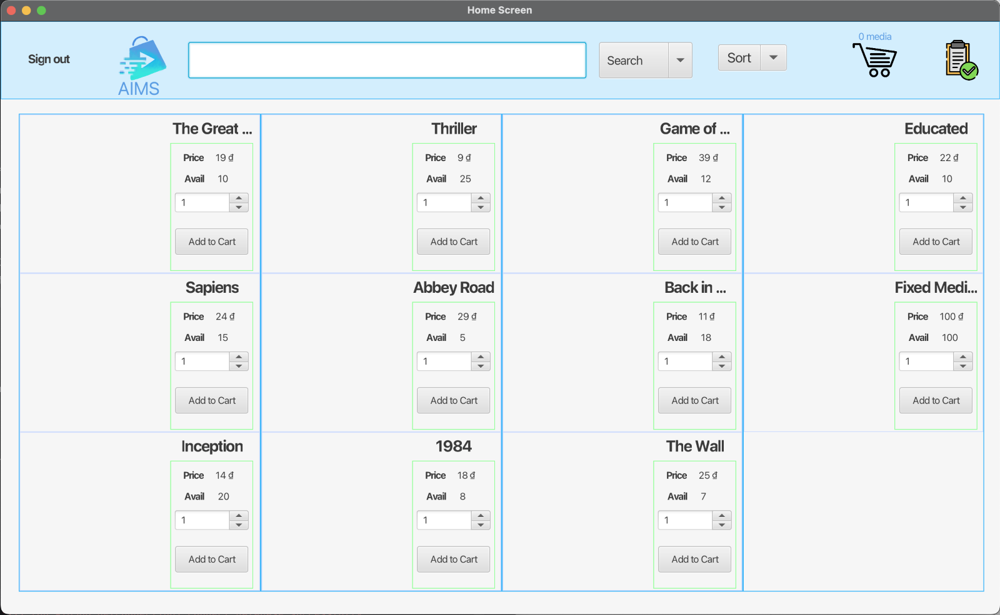 Home Screen
Sign out
AIMS
Search
Sort
0 media
The Great ...
Price 19 ₫
Avail 10
1
Add to Cart
Thriller
Price 9 ₫
Avail 25
1
Add to Cart
Game of ...
Price 39 ₫
Avail 12
1
Add to Cart
Educated
Price 22 ₫
Avail 10
1
Add to Cart
Sapiens
Price 24 ₫
Avail 15
1
Add to Cart
Abbey Road
Price 29 ₫
Avail 5
1
Add to Cart
Back in ...
Price 11 ₫
Avail 18
1
Add to Cart
Fixed Medi...
Price 100 ₫
Avail 100
1
Add to Cart
Inception
Price 14 ₫
Avail 20
1
Add to Cart
1984
Price 18 ₫
Avail 8
1
Add to Cart
The Wall
Price 25 ₫
Avail 7
1
Add to Cart